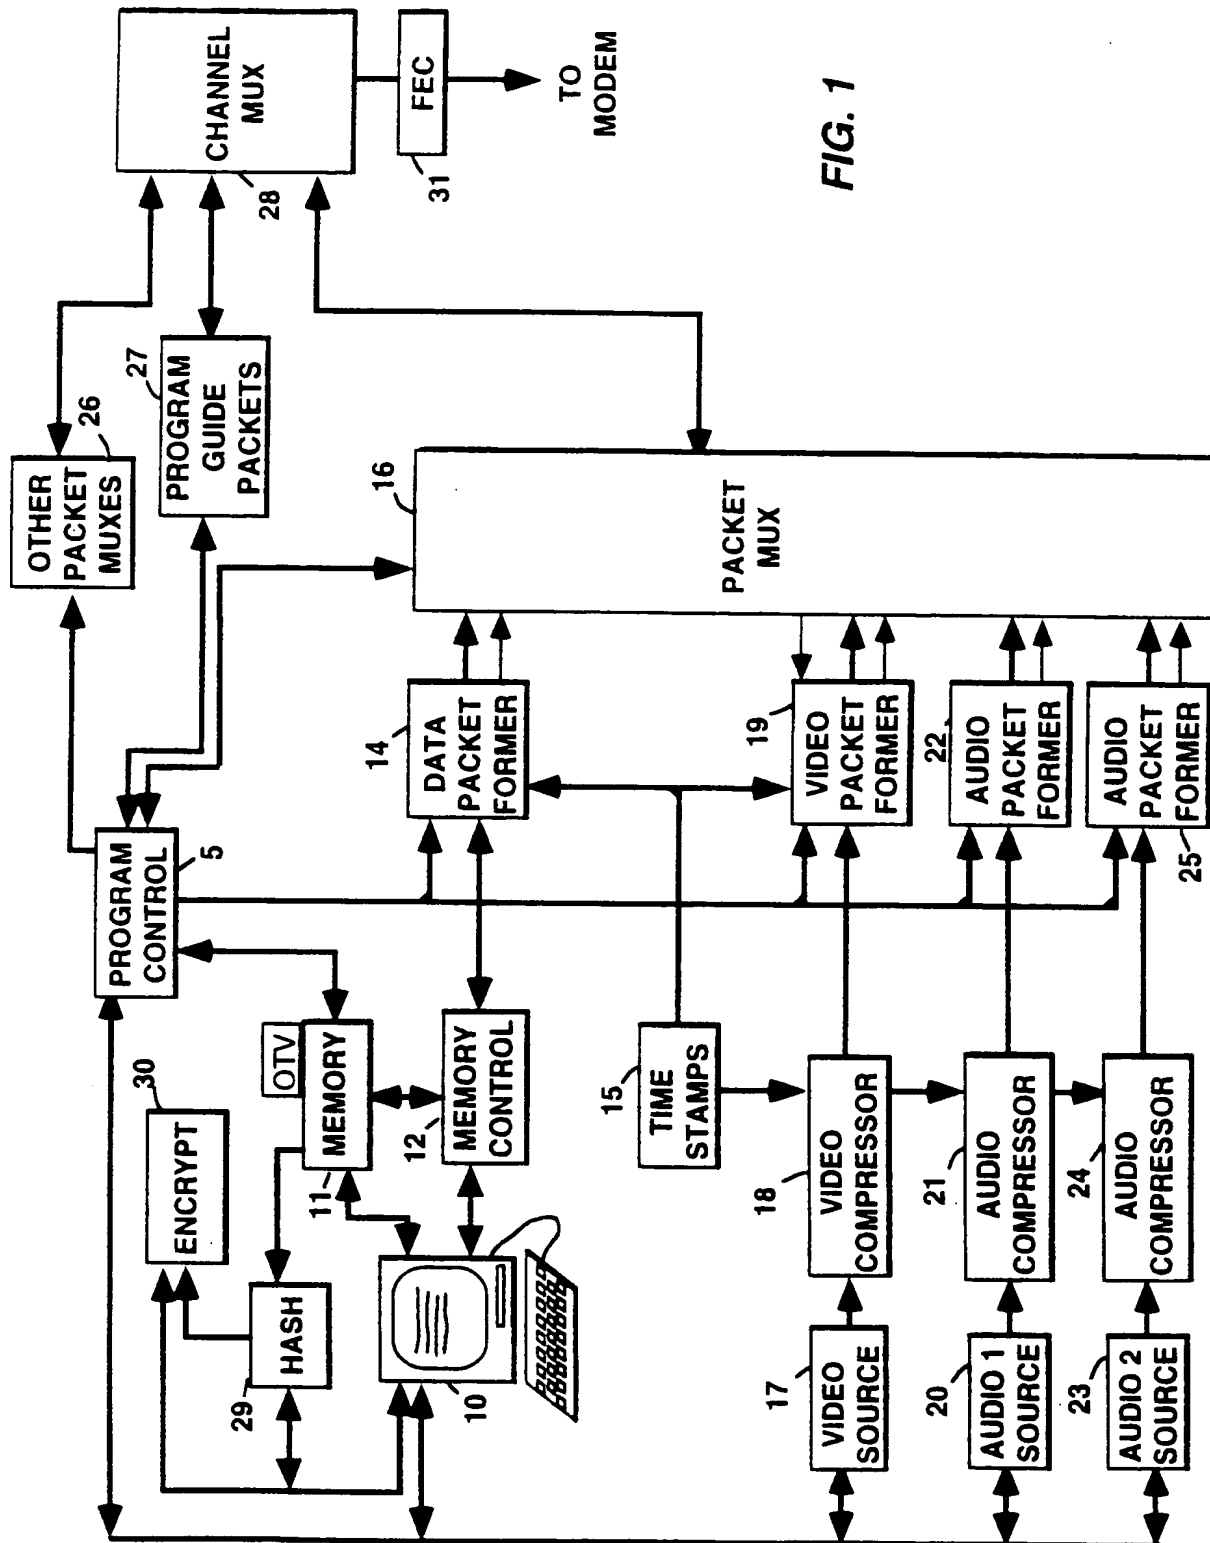 30
ENCRYPT
HASH
29
10
OTV
MEMORY
11
MEMORY
CONTROL
12
PROGRAM
CONTROL
5
OTHER
PACKET
MUXES
26
PROGRAM
GUIDE
PACKETS
27
CHANNEL
MUX
28
FEC
31
TO
MODEM
DATA
PACKET
FORMER
14
TIME
STAMPS
15
PACKET
MUX
16
VIDEO
SOURCE
17
VIDEO
COMPRESSOR
18
VIDEO
PACKET
FORMER
19
AUDIO 1
SOURCE
20
AUDIO
COMPRESSOR
21
AUDIO
PACKET
FORMER
22
AUDIO 2
SOURCE
23
AUDIO
COMPRESSOR
24
AUDIO
PACKET
FORMER
25
FIG. 1